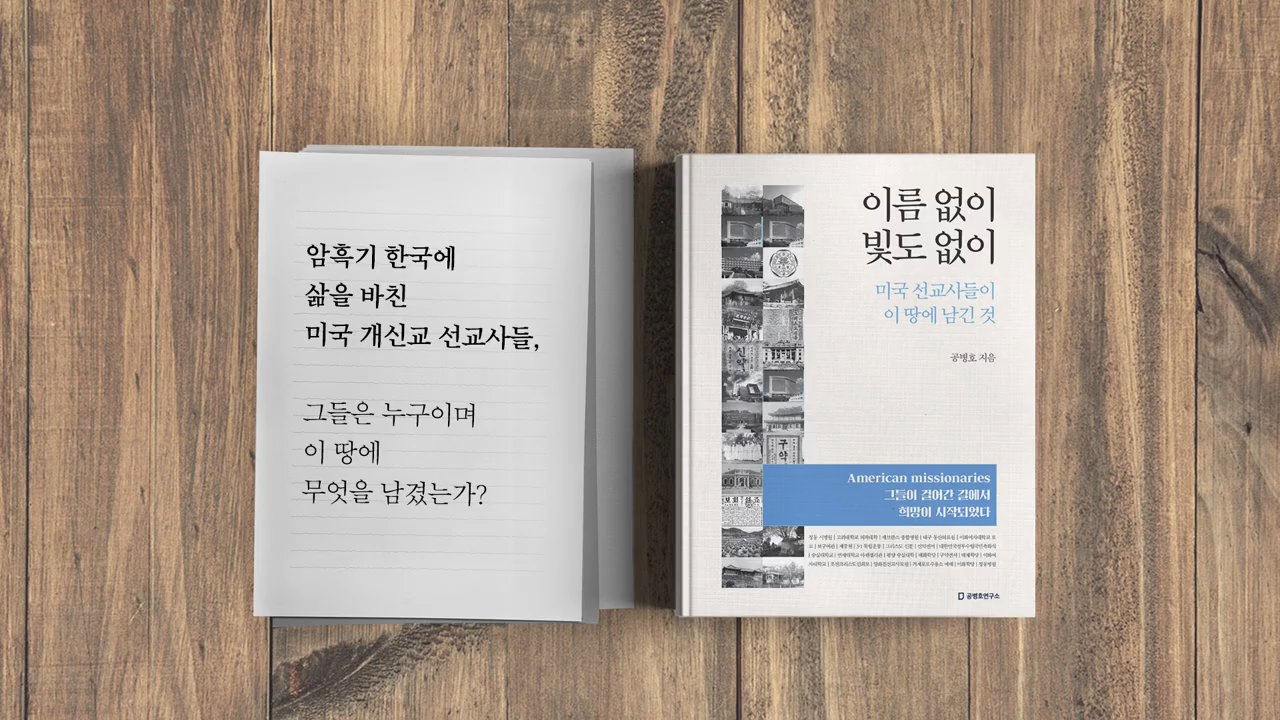 암흑기 한국에
삶을 바친
미국 개신교 선교사들,
그들은 누구이며
이 땅에
무엇을 남겼는가?
이름 없이
빛도 없이
미국 선교사들이
이 땅에 남긴 것
공병호 지음
신약
구약
American missionaries
그들이 걸어간 길에서
희망이 시작되었다
공병호연구소